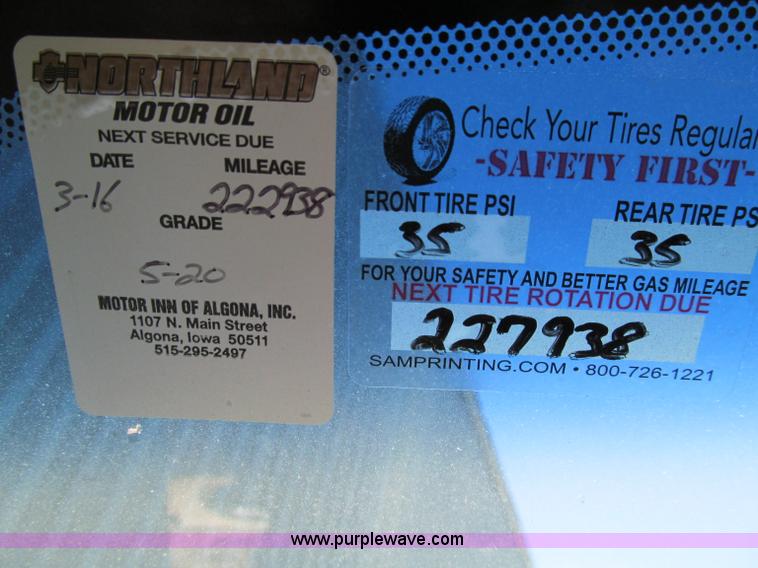 NORTHLAND®
MOTOR OIL
NEXT SERVICE DUE
DATE MILEAGE
3-16 222938
GRADE
5-20
MOTOR INN OF ALGONA, INC.
1107 N. Main Street
Algona, Iowa 50511
515-295-2497
Check Your Tires Regular
-SAFETY FIRST-
FRONT TIRE PSI REAR TIRE PS
35 35
FOR YOUR SAFETY AND BETTER GAS MILEAGE
NEXT TIRE ROTATION DUE
227938
SAMPRINTING.COM • 800-726-1221
www.purplewave.com